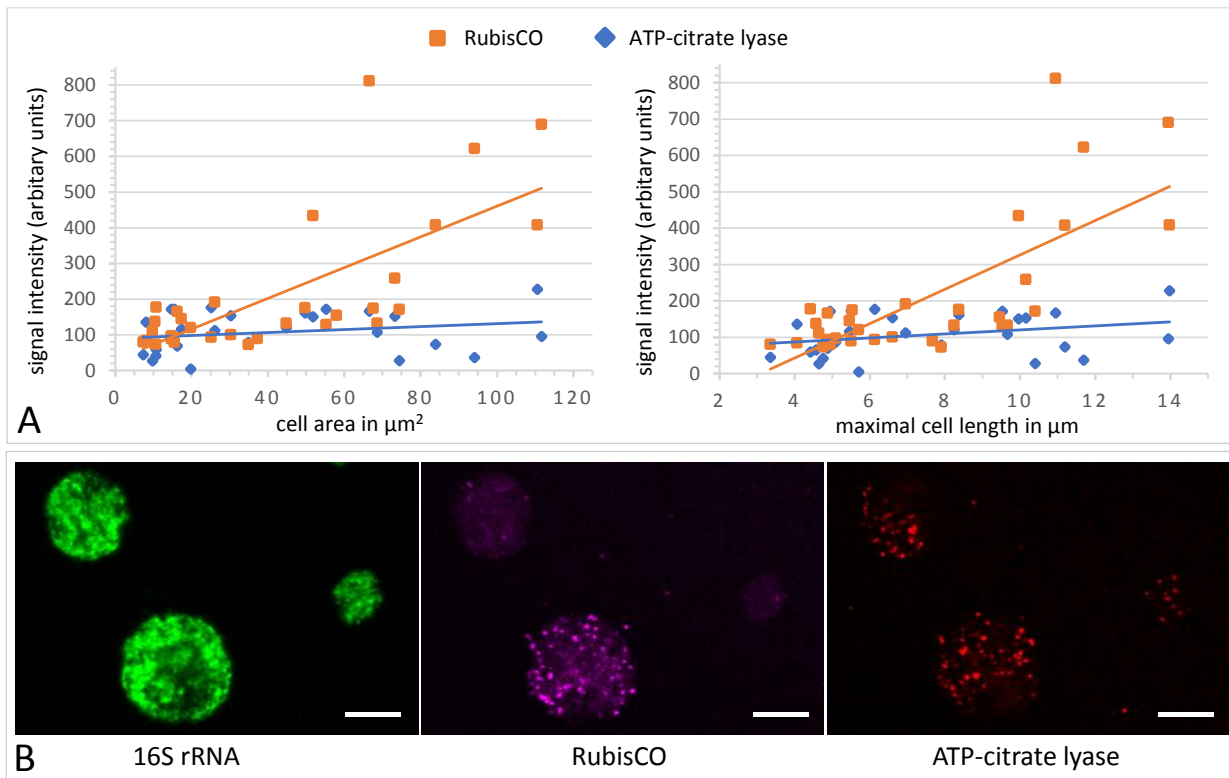 RubisCO ATP-citrate lyase
signal intensity (arbitary units)
800
700
600
500
400
300
200
100
0
0 20 40 60 80 100 120
cell area in µm²
signal intensity (arbitary units)
800
700
600
500
400
300
200
100
0
2 4 6 8 10 12 14
maximal cell length in µm
A
B
16S rRNA RubisCO ATP-citrate lyase